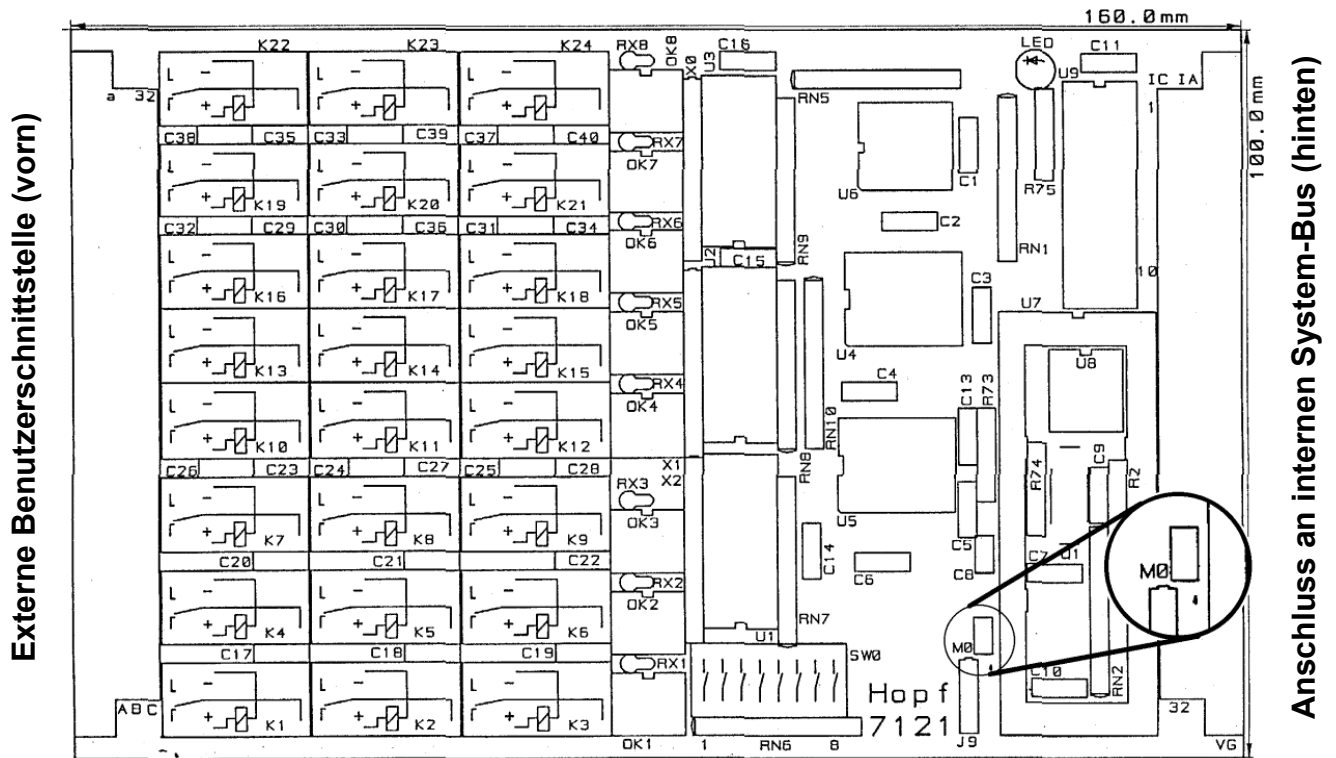 160.0mm
K22 K23 K24 RX8 OK8 C16 LED C11
U3 X0 U9 IC IA
a 32 RN5 1
100.0mm
C38 C35 C33 C39 C37 C40 RX7 OK7 U6 C1 R75
K19 K20 K21
C32 C29 C30 C36 C31 C34 RX6 OK6 C2
U2 C15 RN9 RN1
K16 K17 K18 10
RX5 OK5 C3 U7
K13 K14 K15 U4 U8
RX4 OK4 C4 C13 R73
K10 K11 K12 RN10
C26 C23 C24 C27 C25 C28 X1 RN8 C9 R2
X2 R74
RX3 OK3 U5
K7 K8 K9 C5
C20 C21 C22 C14 C6 C8 C7 U1 M0
RX2 OK2
K4 K5 K6 RN7
C17 C18 C19 U1 M0
RX1 SW0
C10 RN2
A B C Hopf 32
K1 K2 K3 7121
OK1 1 RN6 8 J9 VG
Externe Benutzerschnittstelle (vorn)
Anschluss an internen System-Bus (hinten)